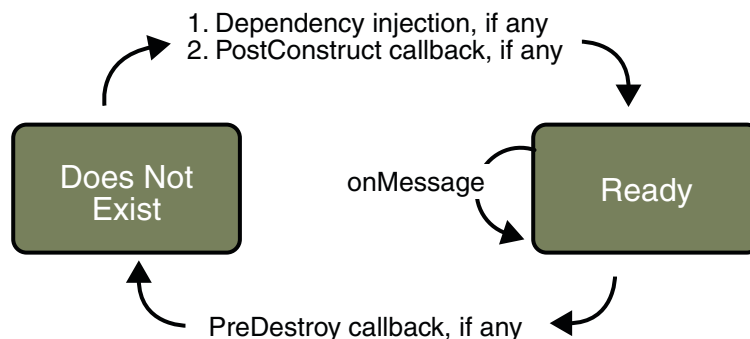 1. Dependency injection, if any
2. PostConstruct callback, if any
Does Not
Exist
onMessage
Ready
PreDestroy callback, if any